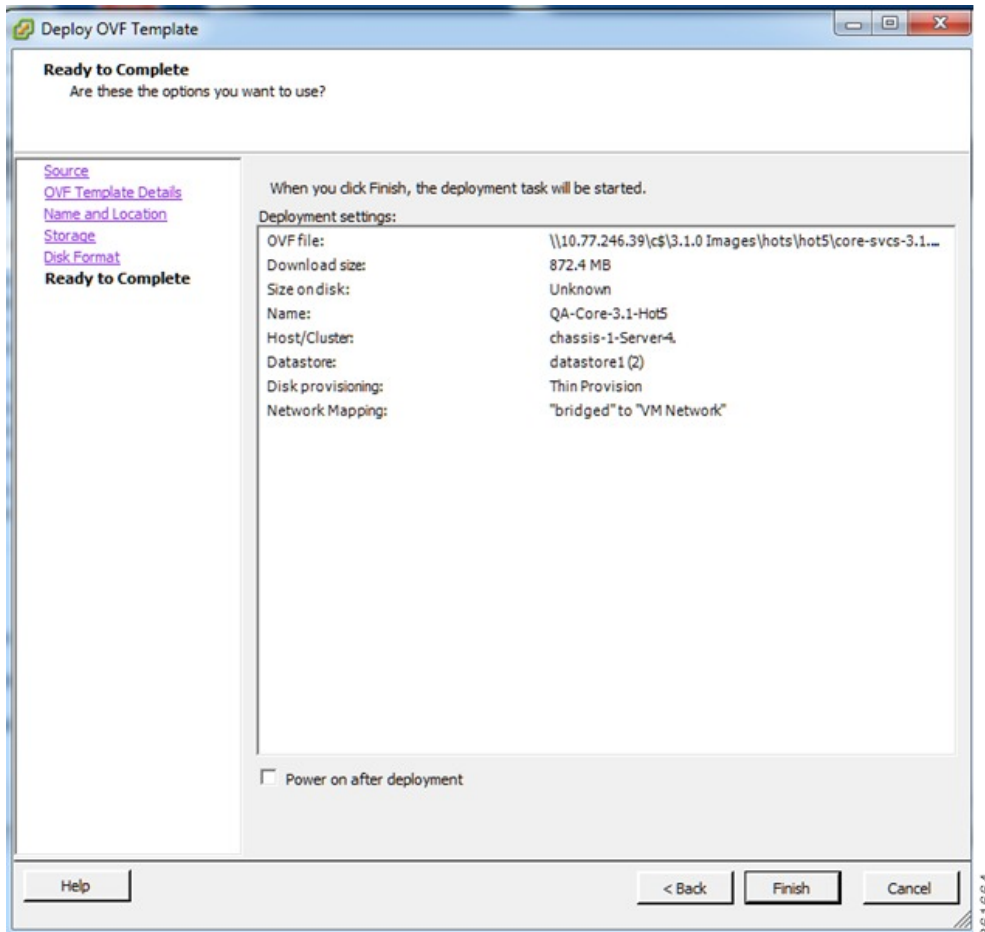 Deploy OVF Template
Ready to Complete
Are these the options you want to use?
Source
OVF Template Details
Name and Location
Storage
Disk Format
Ready to Complete
When you click Finish, the deployment task will be started.
Deployment settings:
OVF file: \\10.77.246.39\c$\3.1.0 Images\hots\hot5\core-svcs-3.1....
Download size: 872.4 MB
Size on disk: Unknown
Name: QA-Core-3.1-Hot5
Host/Cluster: chassis-1-Server4.
Datastore: datastore1 (2)
Disk provisioning: Thin Provision
Network Mapping: "bridged" to "VM Network"
Power on after deployment
Help
< Back
Finish
Cancel